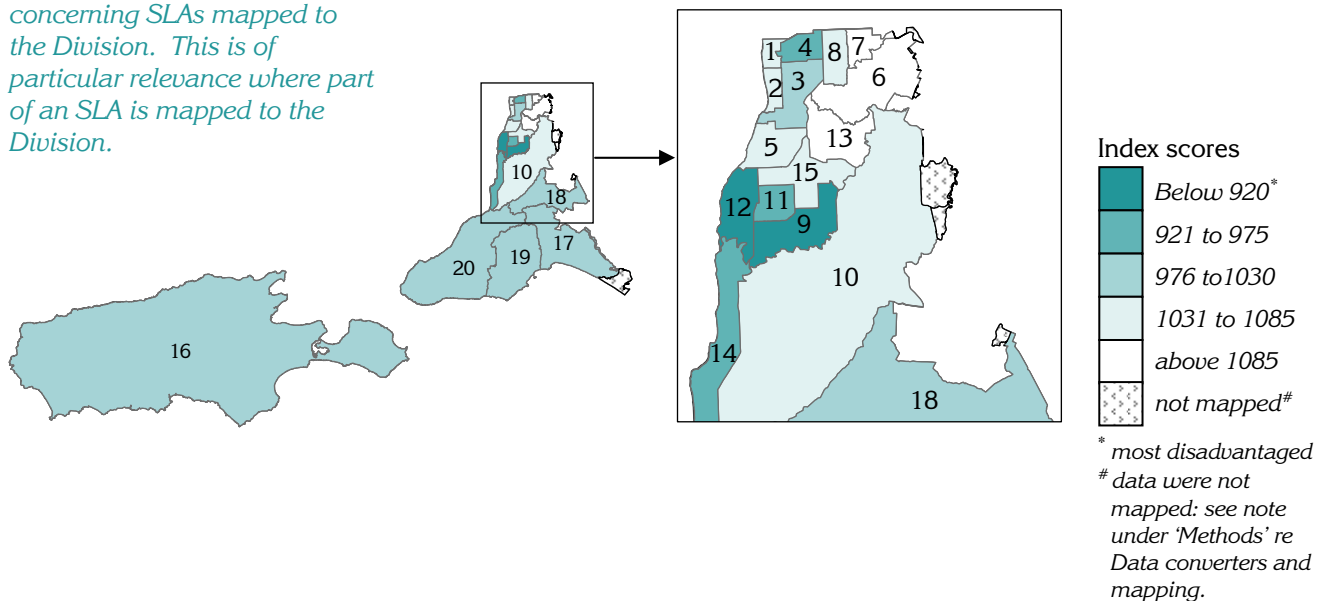 concerning SLAs mapped to
the Division. This is of
particular relevance where part
of an SLA is mapped to the
Division.
10
18
17
19
20
16
1
4
8
7
2
3
6
5
13
15
12
11
9
10
14
18
Index scores
Below 920*
921 to 975
976 to1030
1031 to 1085
above 1085
not mapped#
* most disadvantaged
# data were not
mapped: see note
under ‘Methods’ re
Data converters and
mapping.